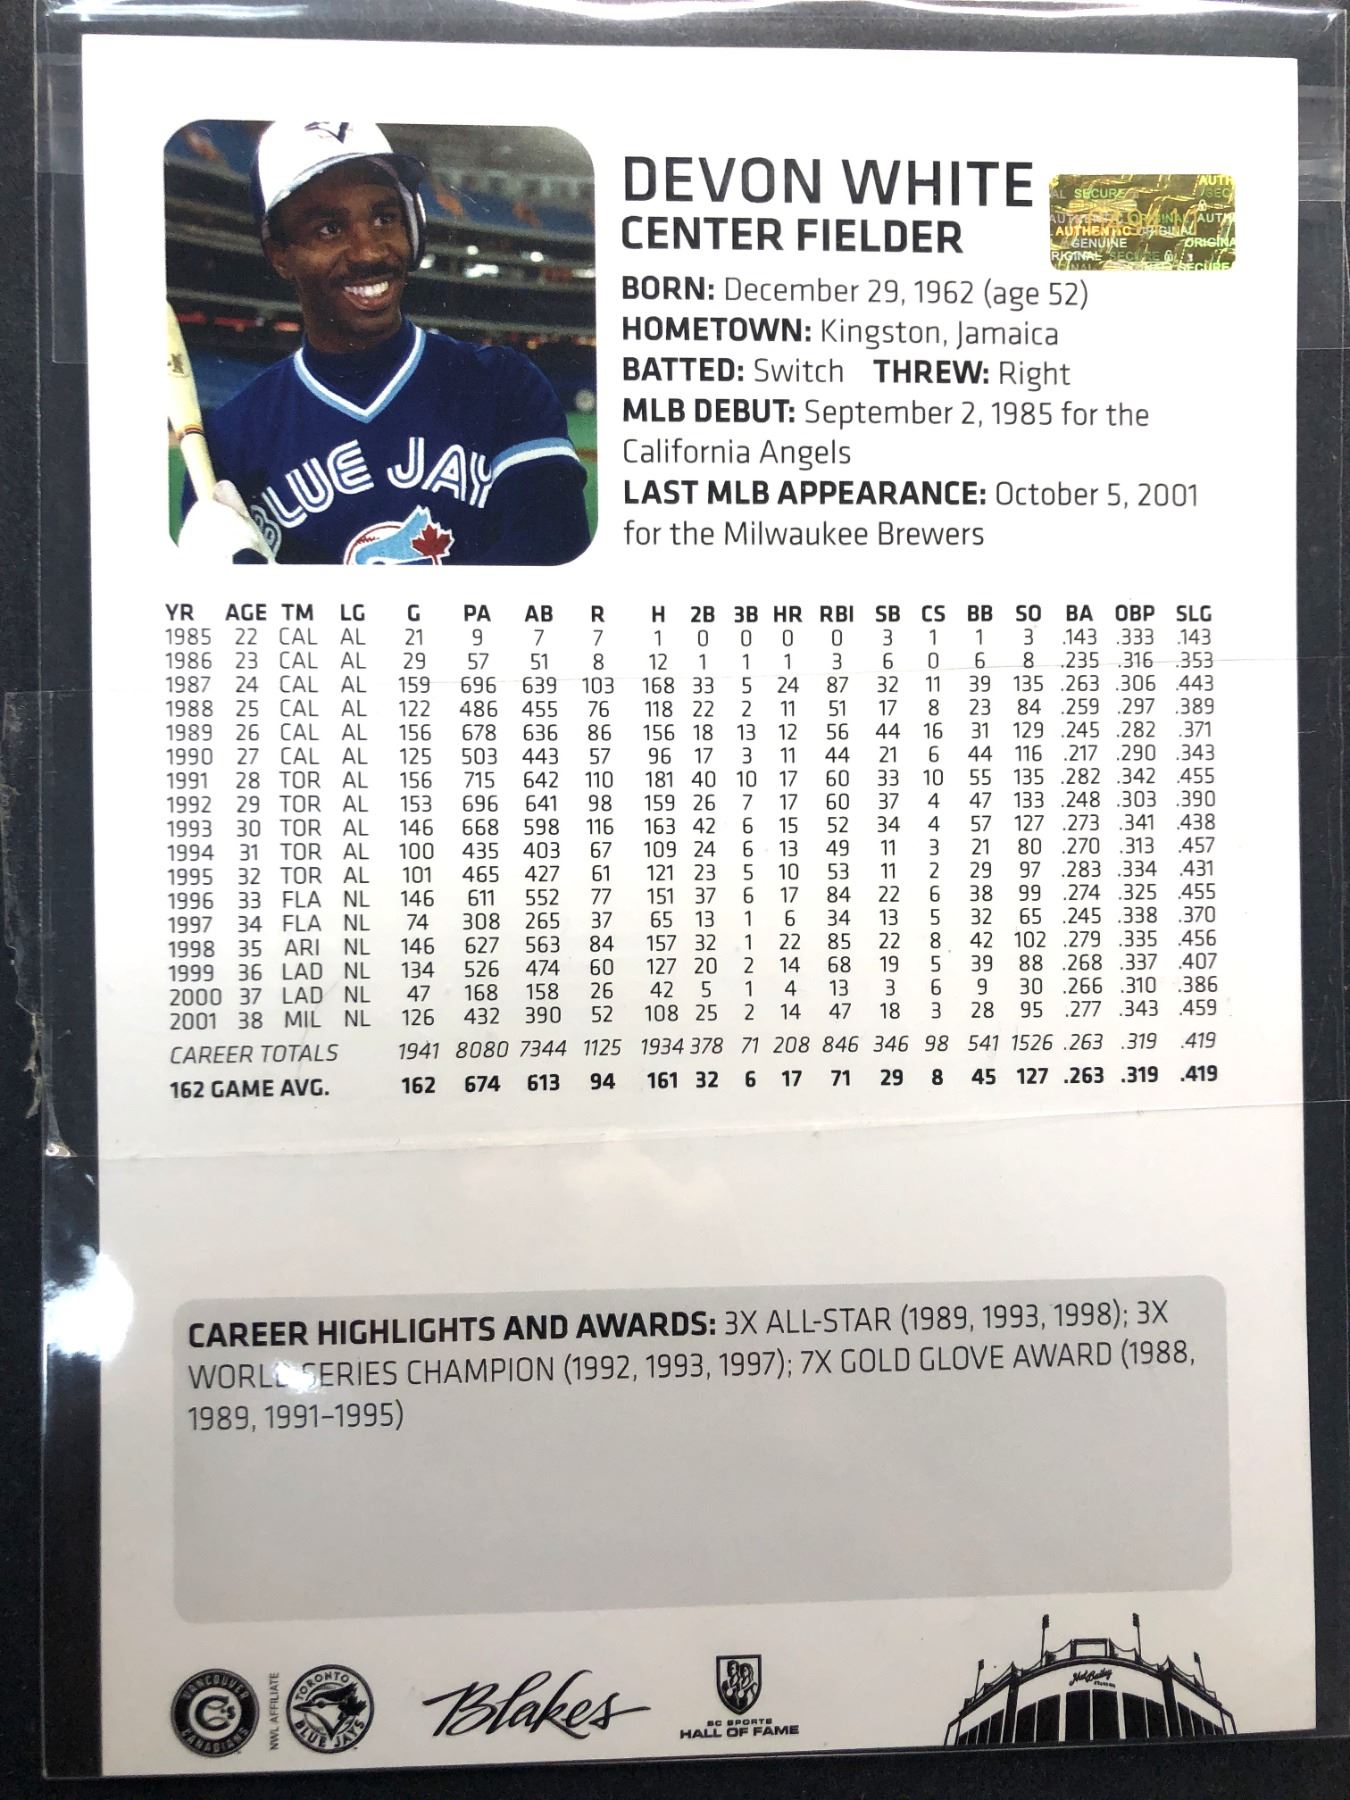 DEVON WHITE
CENTER FIELDER
BORN: December 29, 1962 (age 52)
HOMETOWN: Kingston, Jamaica
BATTED: Switch THREW: Right
MLB DEBUT: September 2, 1985 for the
California Angels
LAST MLB APPEARANCE: October 5, 2001
for the Milwaukee Brewers
AUTHENTIC ORIGINAL
GENUINE ORIGINA
SECURE
BLUE JAY
YR AGE TM LG G PA AB R H 2B 3B HR RBI SB CS BB SO BA OBP SLG
1985 22 CAL AL 21 9 7 7 1 0 0 0 0 3 1 1 3 .143 .333 .143
1986 23 CAL AL 29 57 51 8 12 1 1 1 3 6 0 6 8 .235 .316 .353
1987 24 CAL AL 159 696 639 103 168 33 5 24 87 32 11 39 135 .263 .306 .443
1988 25 CAL AL 122 486 455 76 118 22 2 11 51 17 8 23 84 .259 .297 .389
1989 26 CAL AL 156 678 636 86 156 18 13 12 56 44 16 31 129 .245 .282 .371
1990 27 CAL AL 125 503 443 57 96 17 3 11 44 21 6 44 116 .217 .290 .343
1991 28 TOR AL 156 715 642 110 181 40 10 17 60 33 10 55 135 .282 .342 .455
1992 29 TOR AL 153 696 641 98 159 26 7 17 60 37 4 47 133 .248 .303 .390
1993 30 TOR AL 146 668 598 116 163 42 6 15 52 34 4 57 127 .273 .341 .438
1994 31 TOR AL 100 435 403 67 109 24 6 13 49 11 3 21 80 .270 .313 .457
1995 32 TOR AL 101 465 427 61 121 23 5 10 53 11 2 29 97 .283 .334 .431
1996 33 FLA NL 146 611 552 77 151 37 6 17 84 22 6 38 99 .274 .325 .455
1997 34 FLA NL 74 308 265 37 65 13 1 6 34 13 5 32 65 .245 .338 .370
1998 35 ARI NL 146 627 563 84 157 32 1 22 85 22 8 42 102 .279 .335 .456
1999 36 LAD NL 134 526 474 60 127 20 2 14 68 19 5 39 88 .268 .337 .407
2000 37 LAD NL 47 168 158 26 42 5 1 4 13 3 6 9 30 .266 .310 .386
2001 38 MIL NL 126 432 390 52 108 25 2 14 47 18 3 28 95 .277 .343 .459
CAREER TOTALS 1941 8080 7344 1125 1934 378 71 208 846 346 98 541 1526 .263 .319 .419
162 GAME AVG. 162 674 613 94 161 32 6 17 71 29 8 45 127 .263 .319 .419
CAREER HIGHLIGHTS AND AWARDS: 3X ALL-STAR (1989, 1993, 1998); 3X
WORLD SERIES CHAMPION (1992, 1993, 1997); 7X GOLD GLOVE AWARD (1988,
1989, 1991–1995)
VANCOUVER
CANADIANS
NWL AFFILIATE
TORONTO
BLUE JAYS
Blakes
BC SPORTS
HALL OF FAME
Nat Bailey